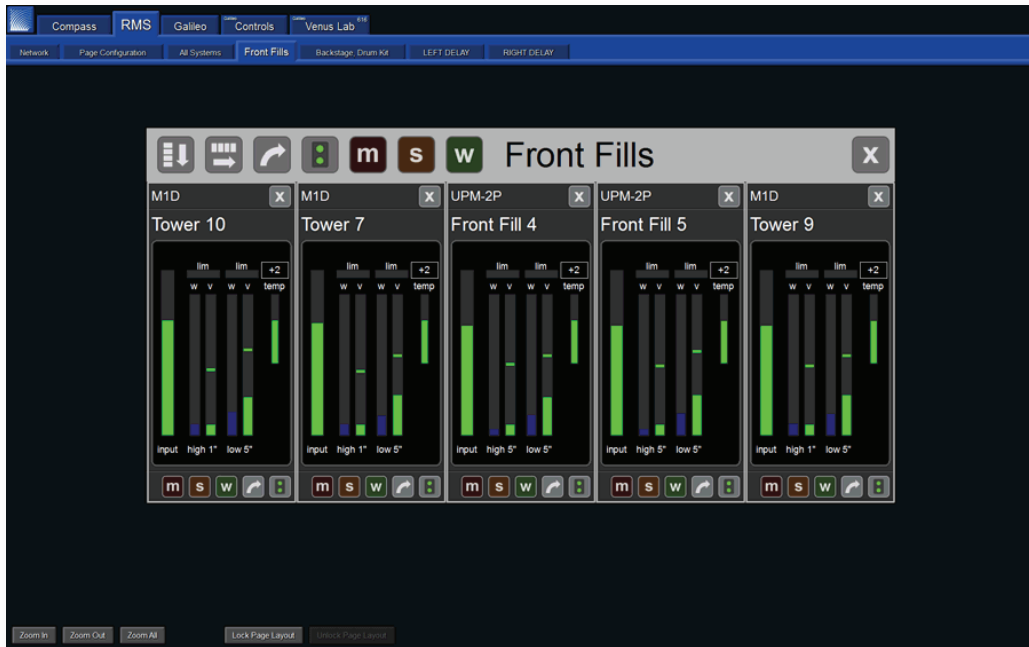 Compass RMS Galileo Galileo Controls Galileo Venus Lab 616
Network Page Configuration All Systems Front Fills Backstage, Drum Kit LEFT DELAY RIGHT DELAY
m s w Front Fills X
M1D X M1D X UPM-2P X UPM-2P X M1D X
Tower 10 Tower 7 Front Fill 4 Front Fill 5 Tower 9
lim lim +2 lim lim +2 lim lim +2 lim lim +2 lim lim +2
w v w v temp w v w v temp w v w v temp w v w v temp w v w v temp
input high 1" low 5" input high 1" low 5" input high 5" low 5" input high 5" low 5" input high 1" low 5"
m s w m s w m s w m s w m s w
Zoom In Zoom Out Zoom All Lock Page Layout Unlock Page Layout